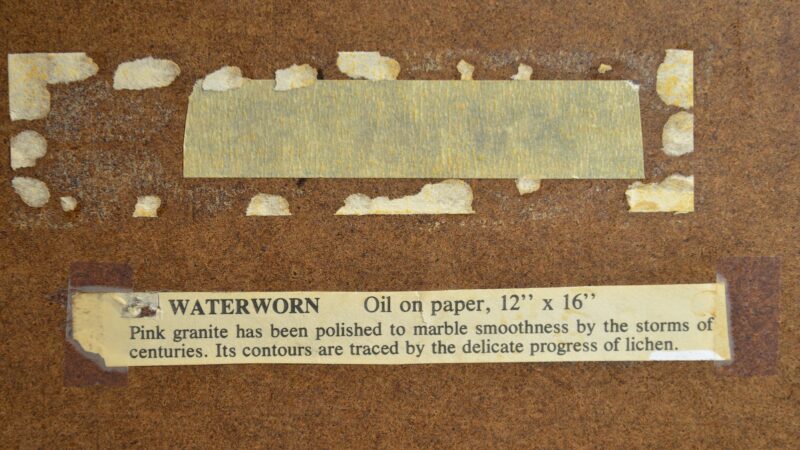 WATERWORN Oil on paper, 12’’ x 16’’
Pink granite has been polished to marble smoothness by the storms of
centuries. Its contours are traced by the delicate progress of lichen.